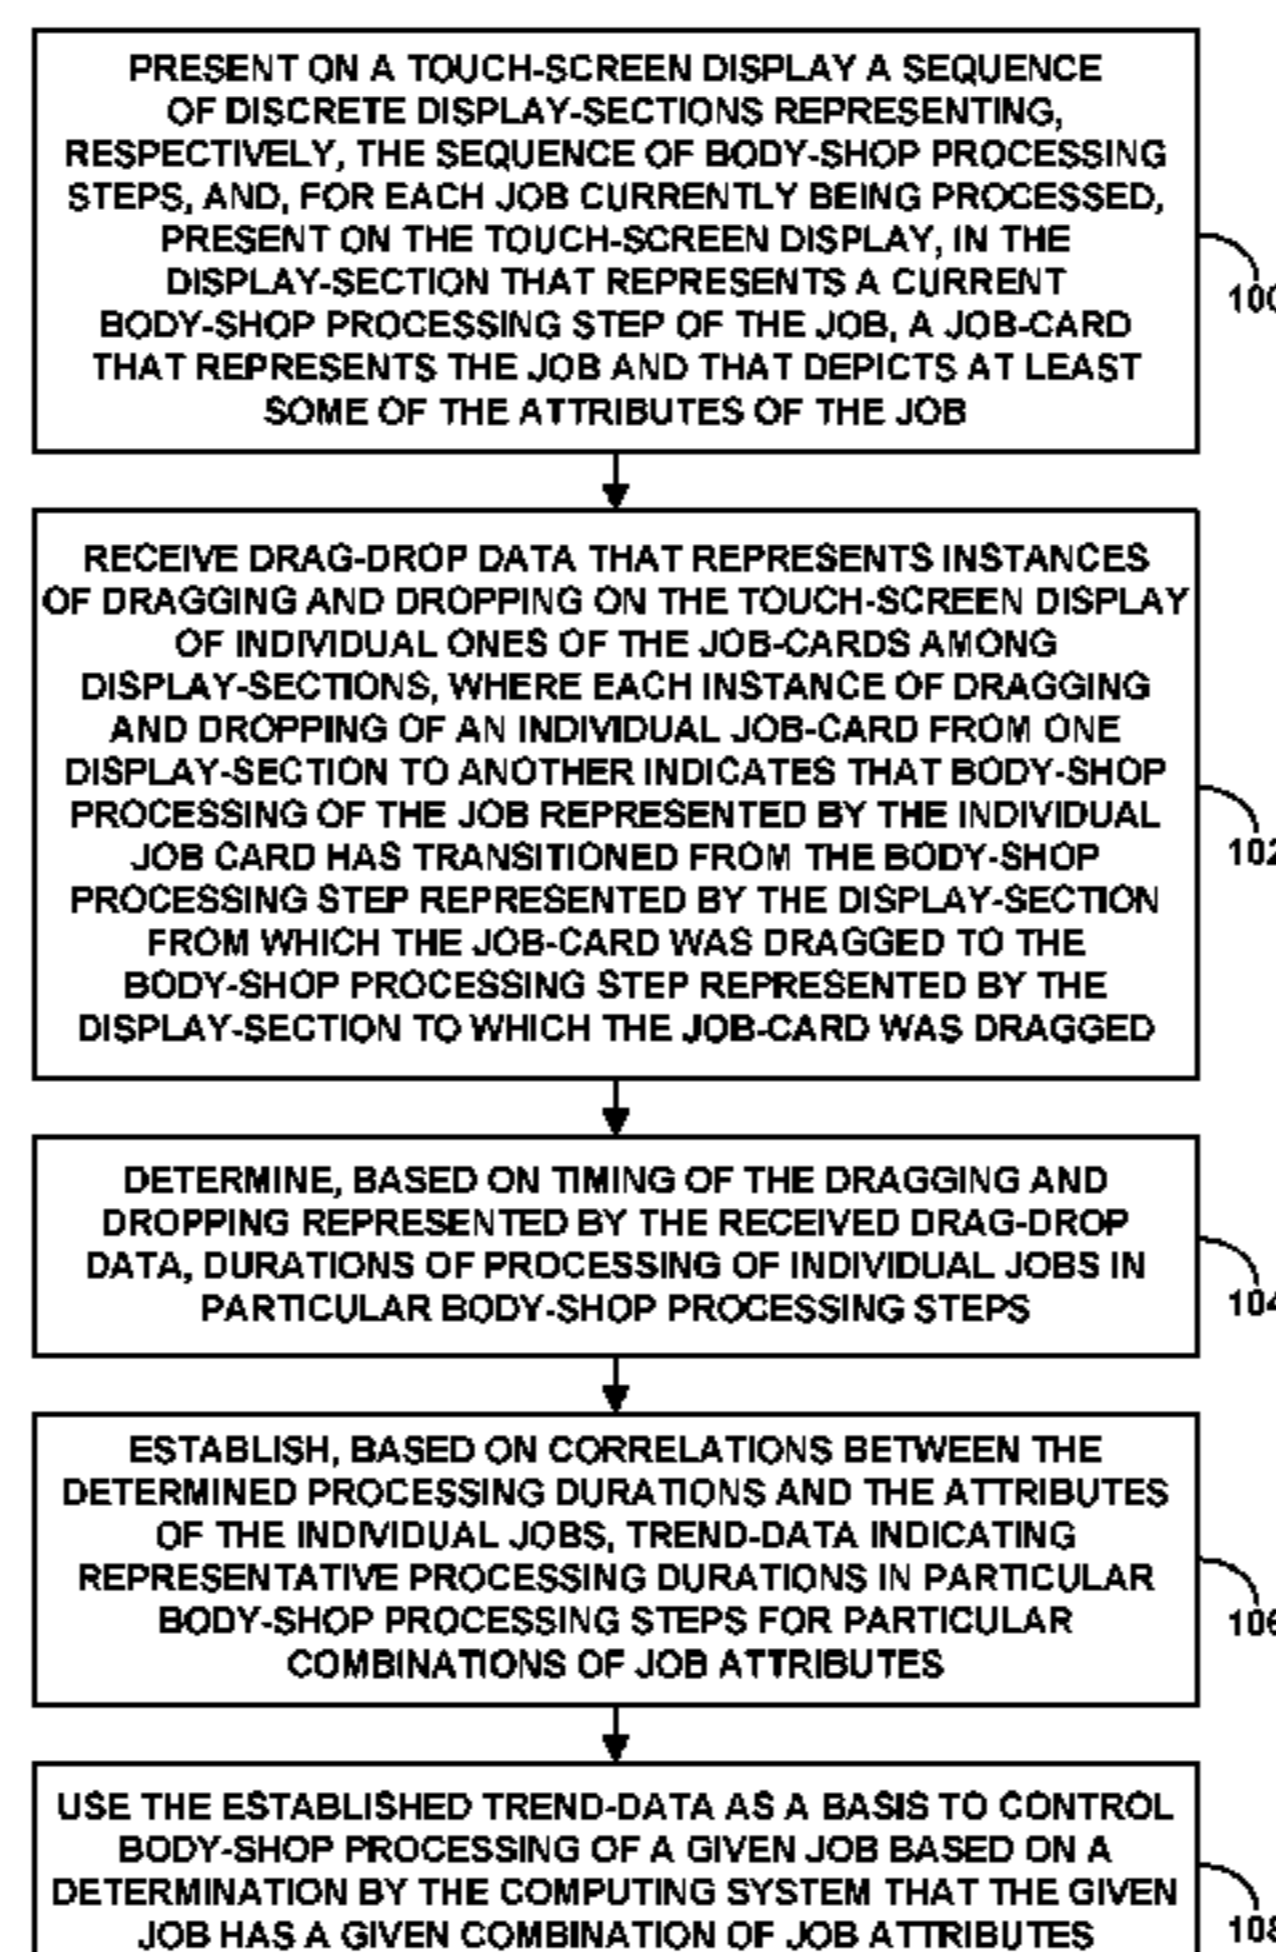 PRESENT ON A TOUCH-SCREEN DISPLAY A SEQUENCE
OF DISCRETE DISPLAY-SECTIONS REPRESENTING,
RESPECTIVELY, THE SEQUENCE OF BODY-SHOP PROCESSING
STEPS, AND, FOR EACH JOB CURRENTLY BEING PROCESSED,
PRESENT ON THE TOUCH-SCREEN DISPLAY, IN THE
DISPLAY-SECTION THAT REPRESENTS A CURRENT
BODY-SHOP PROCESSING STEP OF THE JOB, A JOB-CARD
THAT REPRESENTS THE JOB AND THAT DEPICTS AT LEAST
SOME OF THE ATTRIBUTES OF THE JOB
100
RECEIVE DRAG-DROP DATA THAT REPRESENTS INSTANCES
OF DRAGGING AND DROPPING ON THE TOUCH-SCREEN DISPLAY
OF INDIVIDUAL ONES OF THE JOB-CARDS AMONG
DISPLAY-SECTIONS, WHERE EACH INSTANCE OF DRAGGING
AND DROPPING OF AN INDIVIDUAL JOB-CARD FROM ONE
DISPLAY-SECTION TO ANOTHER INDICATES THAT BODY-SHOP
PROCESSING OF THE JOB REPRESENTED BY THE INDIVIDUAL
JOB CARD HAS TRANSITIONED FROM THE BODY-SHOP
PROCESSING STEP REPRESENTED BY THE DISPLAY-SECTION
FROM WHICH THE JOB-CARD WAS DRAGGED TO THE
BODY-SHOP PROCESSING STEP REPRESENTED BY THE
DISPLAY-SECTION TO WHICH THE JOB-CARD WAS DRAGGED
102
DETERMINE, BASED ON TIMING OF THE DRAGGING AND
DROPPING REPRESENTED BY THE RECEIVED DRAG-DROP
DATA, DURATIONS OF PROCESSING OF INDIVIDUAL JOBS IN
PARTICULAR BODY-SHOP PROCESSING STEPS
104
ESTABLISH, BASED ON CORRELATIONS BETWEEN THE
DETERMINED PROCESSING DURATIONS AND THE ATTRIBUTES
OF THE INDIVIDUAL JOBS, TREND-DATA INDICATING
REPRESENTATIVE PROCESSING DURATIONS IN PARTICULAR
BODY-SHOP PROCESSING STEPS FOR PARTICULAR
COMBINATIONS OF JOB ATTRIBUTES
106
USE THE ESTABLISHED TREND-DATA AS A BASIS TO CONTROL
BODY-SHOP PROCESSING OF A GIVEN JOB BASED ON A
DETERMINATION BY THE COMPUTING SYSTEM THAT THE GIVEN
JOB HAS A GIVEN COMBINATION OF JOB ATTRIBUTES
108